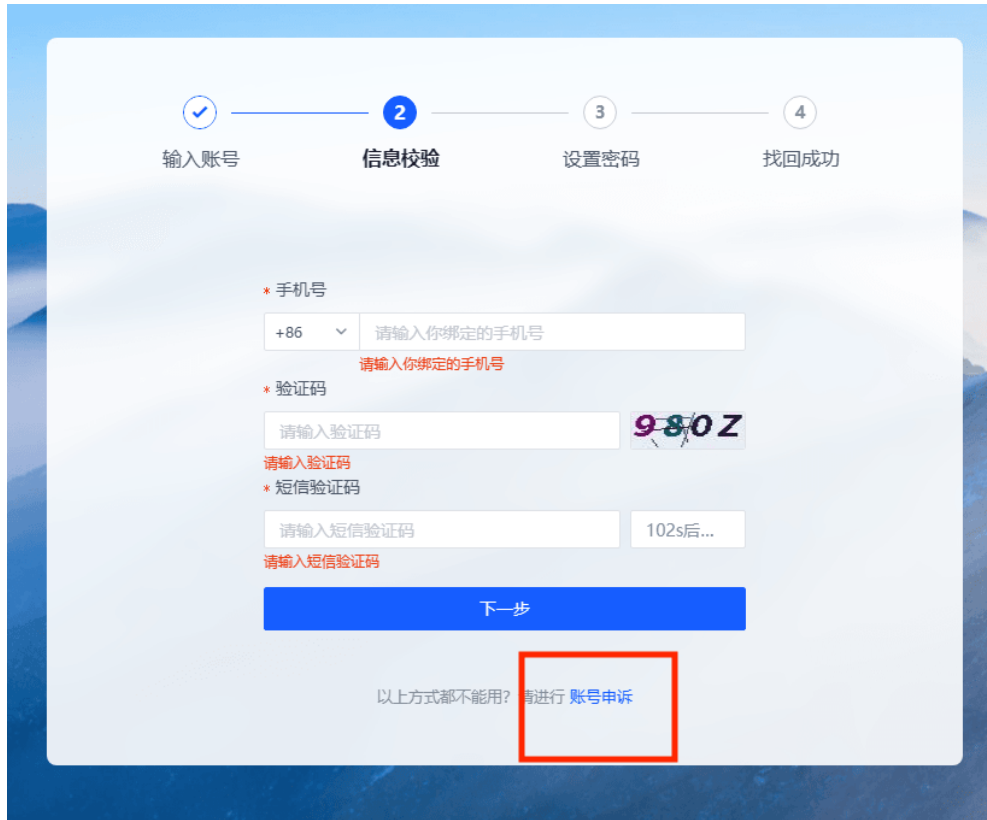 2 3 4
输入账号 信息校验 设置密码 找回成功
* 手机号
+86 请输入你绑定的手机号
请输入你绑定的手机号
* 验证码
请输入验证码 980Z
请输入验证码
* 短信验证码
请输入短信验证码 102s后...
请输入短信验证码
下一步
以上方式都不能用？请进行 账号申诉